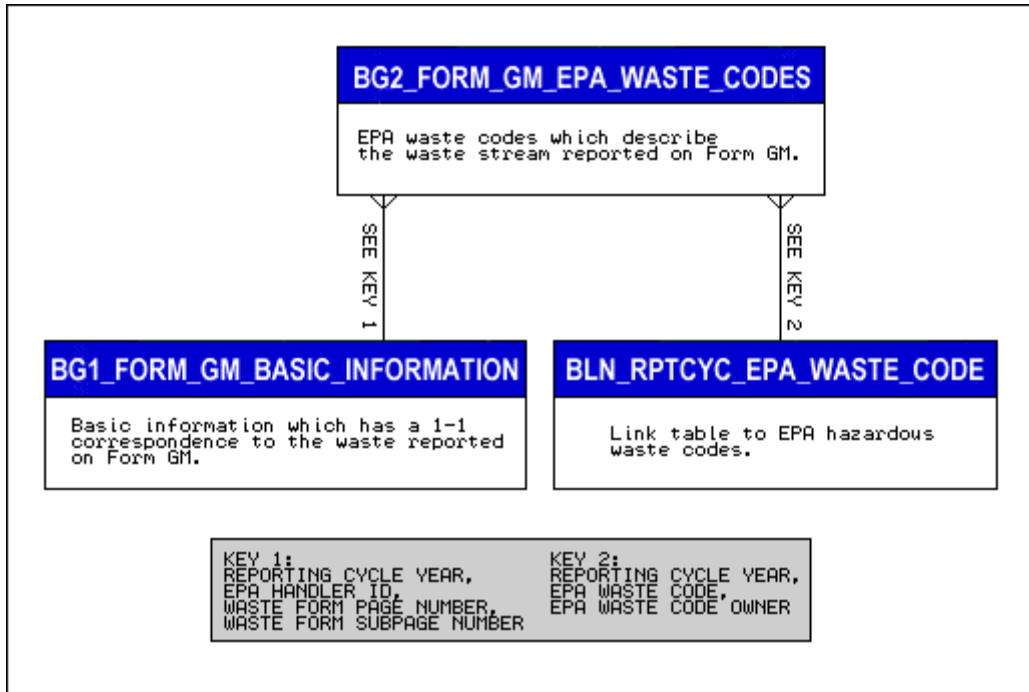 BG2_FORM_GM_EPA_WASTE_CODES
EPA waste codes which describe
the waste stream reported on Form GM.
SEE KEY 1
SEE KEY 2
BG1_FORM_GM_BASIC_INFORMATION
Basic information which has a 1-1
correspondence to the waste reported
on Form GM.
BLN_RPTCYC_EPA_WASTE_CODE
Link table to EPA hazardous
waste codes.
KEY 1:
REPORTING CYCLE YEAR,
EPA HANDLER ID,
WASTE FORM PAGE NUMBER,
WASTE FORM SUBPAGE NUMBER
KEY 2:
REPORTING CYCLE YEAR,
EPA WASTE CODE,
EPA WASTE CODE OWNER